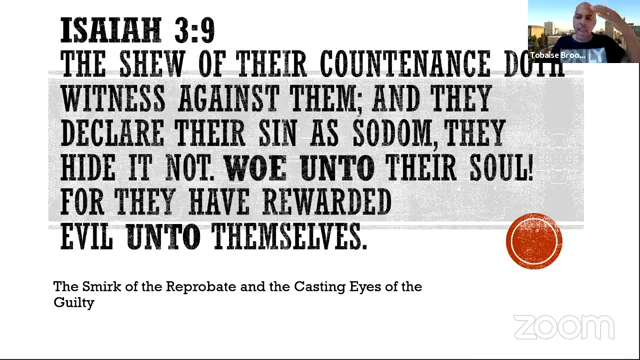 ISAIAH 3:9
THE SHEW OF THEIR COUNTENANCE DOTH
WITNESS AGAINST THEM; AND THEY
DECLARE THEIR SIN AS SODOM, THEY
HIDE IT NOT. WOE UNTO THEIR SOUL!
FOR THEY HAVE REWARDED
EVIL UNTO THEMSELVES.
The Smirk of the Reprobate and the Casting Eyes of the
Guilty
Tobaise Broo...
zoom